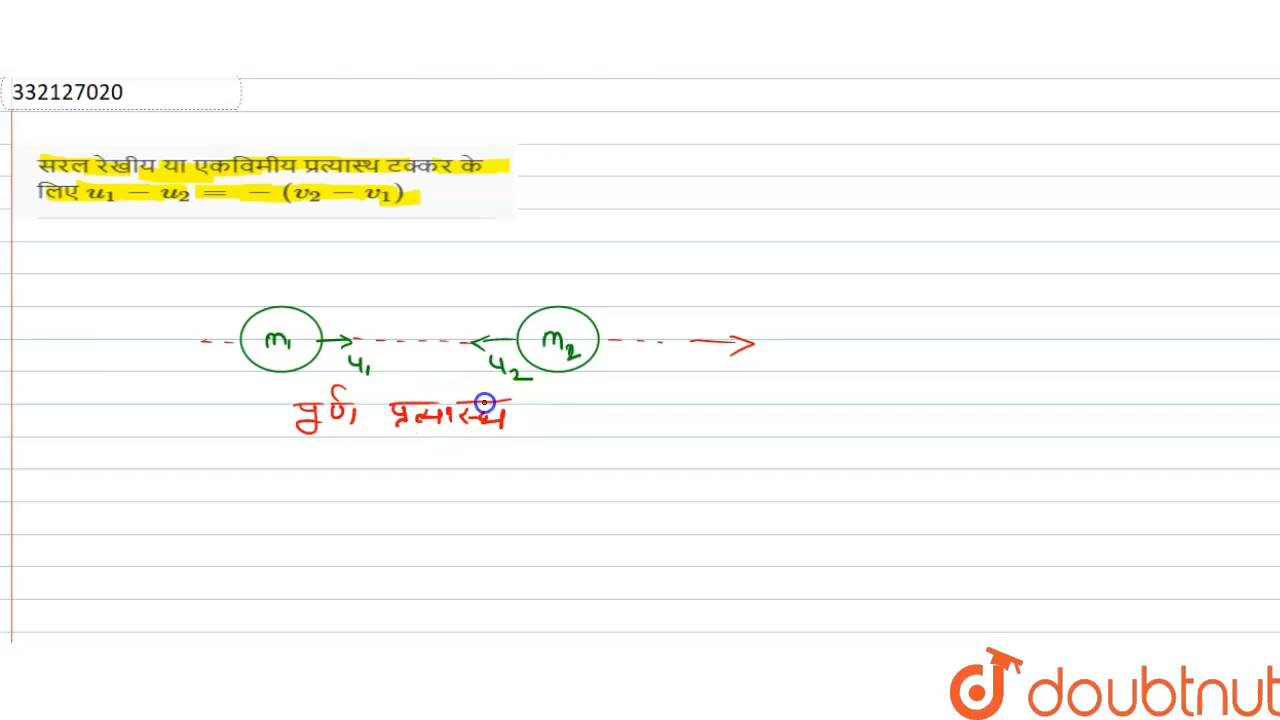 332127020
सरल रेखीय या एकविमीय प्रत्यास्थ टक्कर के
लिए u₁ − u₂ = − (v₂ − v₁)
m₁ m₂
u₁ u₂
पूर्ण प्रत्यास्थ
doubtnut